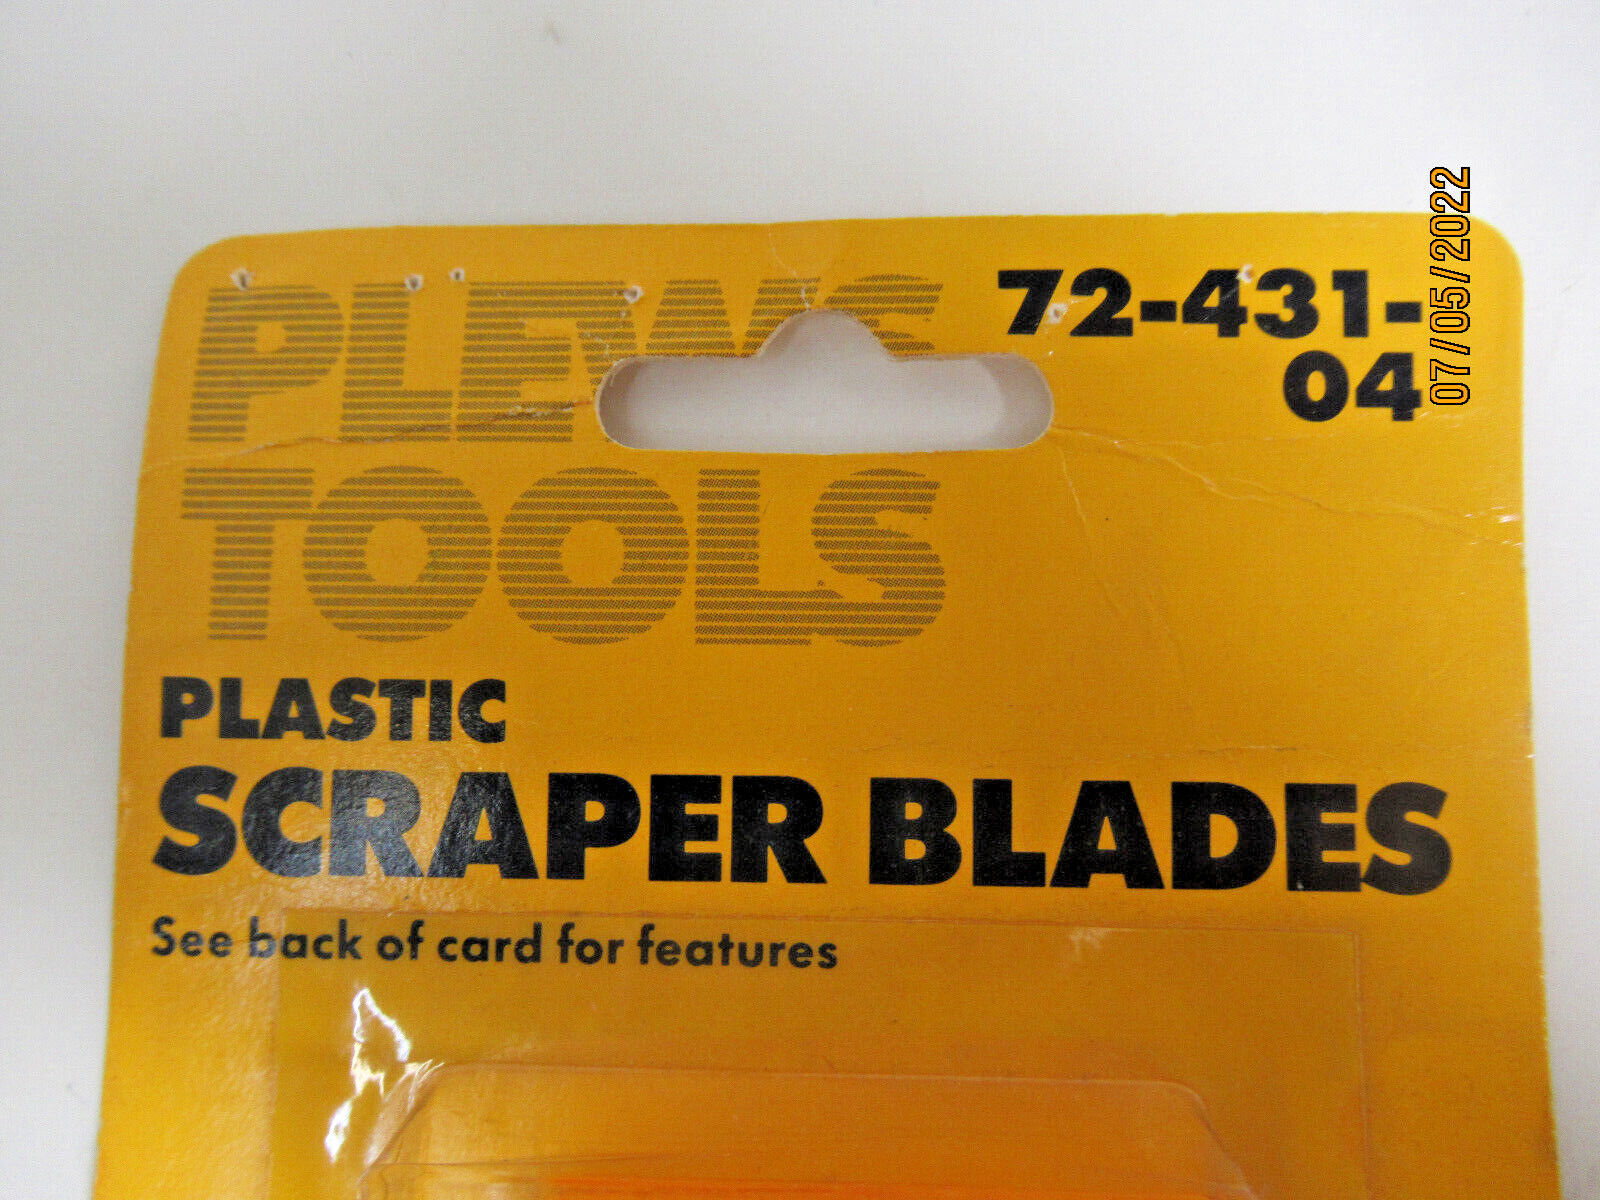 PLEWS
TOOLS
72-431-
04
07/05/2022
PLASTIC
SCRAPER BLADES
See back of card for features